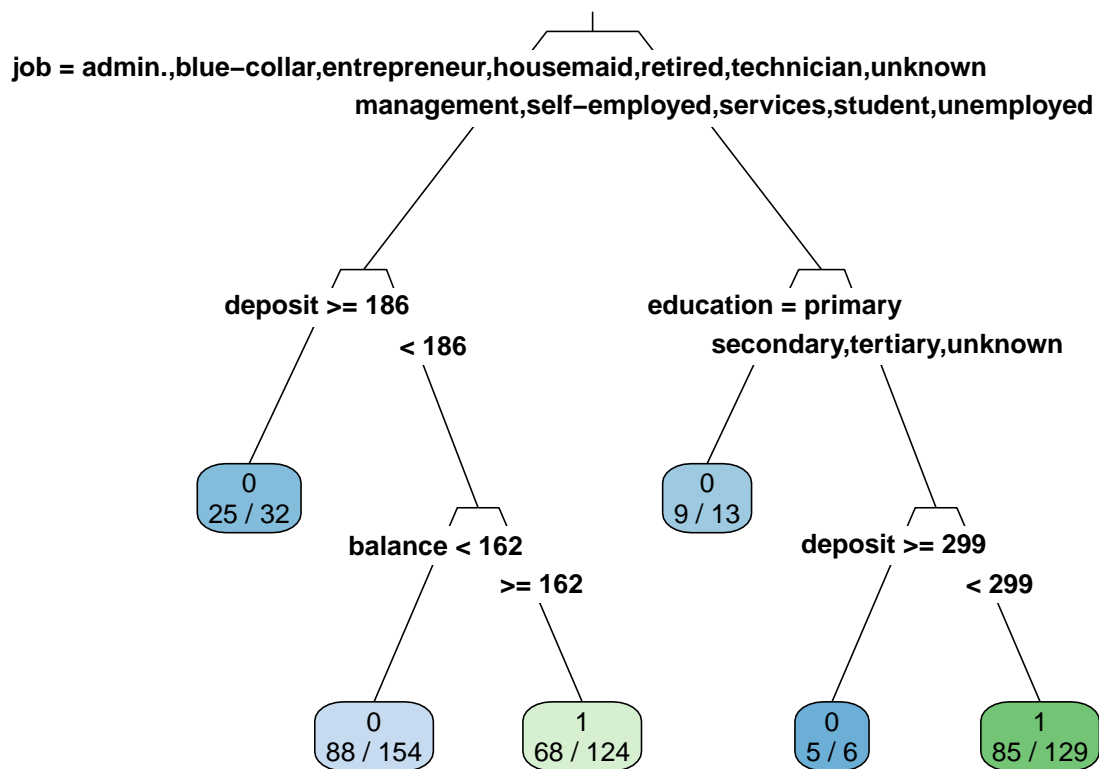 job = admin.,blue−collar,entrepreneur,housemaid,retired,technician,unknown
management,self−employed,services,student,unemployed
deposit >= 186
< 186
education = primary
secondary,tertiary,unknown
0
25 / 32
0
9 / 13
balance < 162
>= 162
deposit >= 299
< 299
0
88 / 154
1
68 / 124
0
5 / 6
1
85 / 129